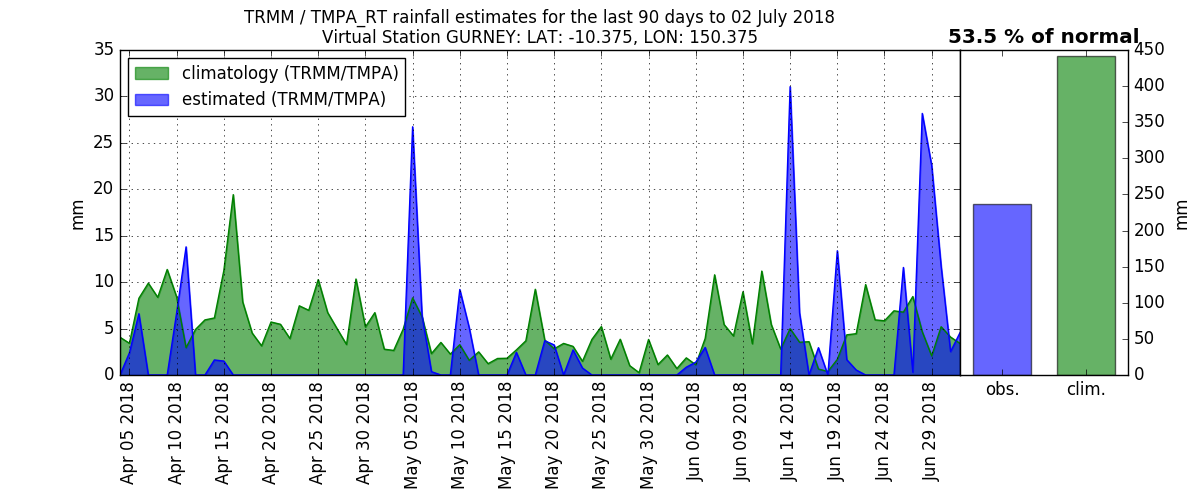 TRMM / TMPA_RT rainfall estimates for the last 90 days to 02 July 2018
Virtual Station GURNEY: LAT: -10.375, LON: 150.375
53.5 % of normal
climatology (TRMM/TMPA)
estimated (TRMM/TMPA)
35
30
25
20
15
10
5
0
mm
450
400
350
300
250
200
150
100
50
0
mm
Apr 05 2018
Apr 10 2018
Apr 15 2018
Apr 20 2018
Apr 25 2018
Apr 30 2018
May 05 2018
May 10 2018
May 15 2018
May 20 2018
May 25 2018
May 30 2018
Jun 04 2018
Jun 09 2018
Jun 14 2018
Jun 19 2018
Jun 24 2018
Jun 29 2018
obs.
clim.